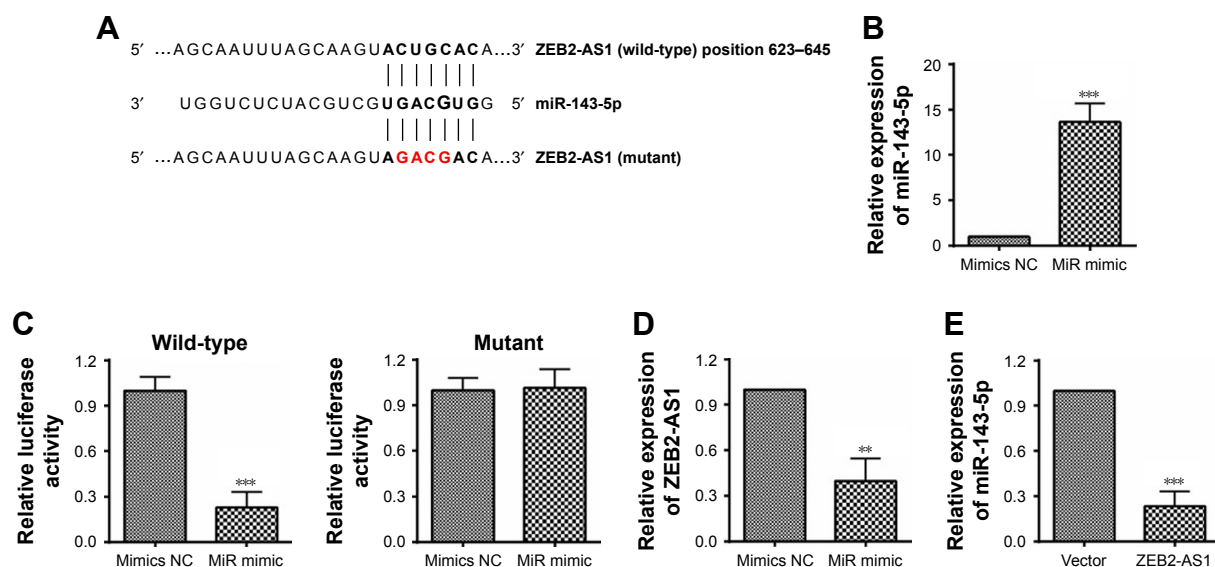 A
5′ ...AGCAAUUUAGCAAGUACUGCACA...3′ ZEB2-AS1 (wild-type) position 623–645
3′ UGGUCUCUACGUCGUGACGUGG 5′ miR-143-5p
5′ ...AGCAAUUUAGCAAGUAGACGACA...3′ ZEB2-AS1 (mutant)
B
Relative expression
of miR-143-5p
20
15
10
5
0
***
Mimics NC MiR mimic
C
Wild-type
Relative luciferase
activity
1.2
0.9
0.6
0.3
0.0
***
Mimics NC MiR mimic
Mutant
Relative luciferase
activity
1.2
0.9
0.6
0.3
0.0
Mimics NC MiR mimic
D
Relative expression
of ZEB2-AS1
1.2
0.9
0.6
0.3
0.0
**
Mimics NC MiR mimic
E
Relative expression
of miR-143-5p
1.2
0.9
0.6
0.3
0.0
***
Vector ZEB2-AS1